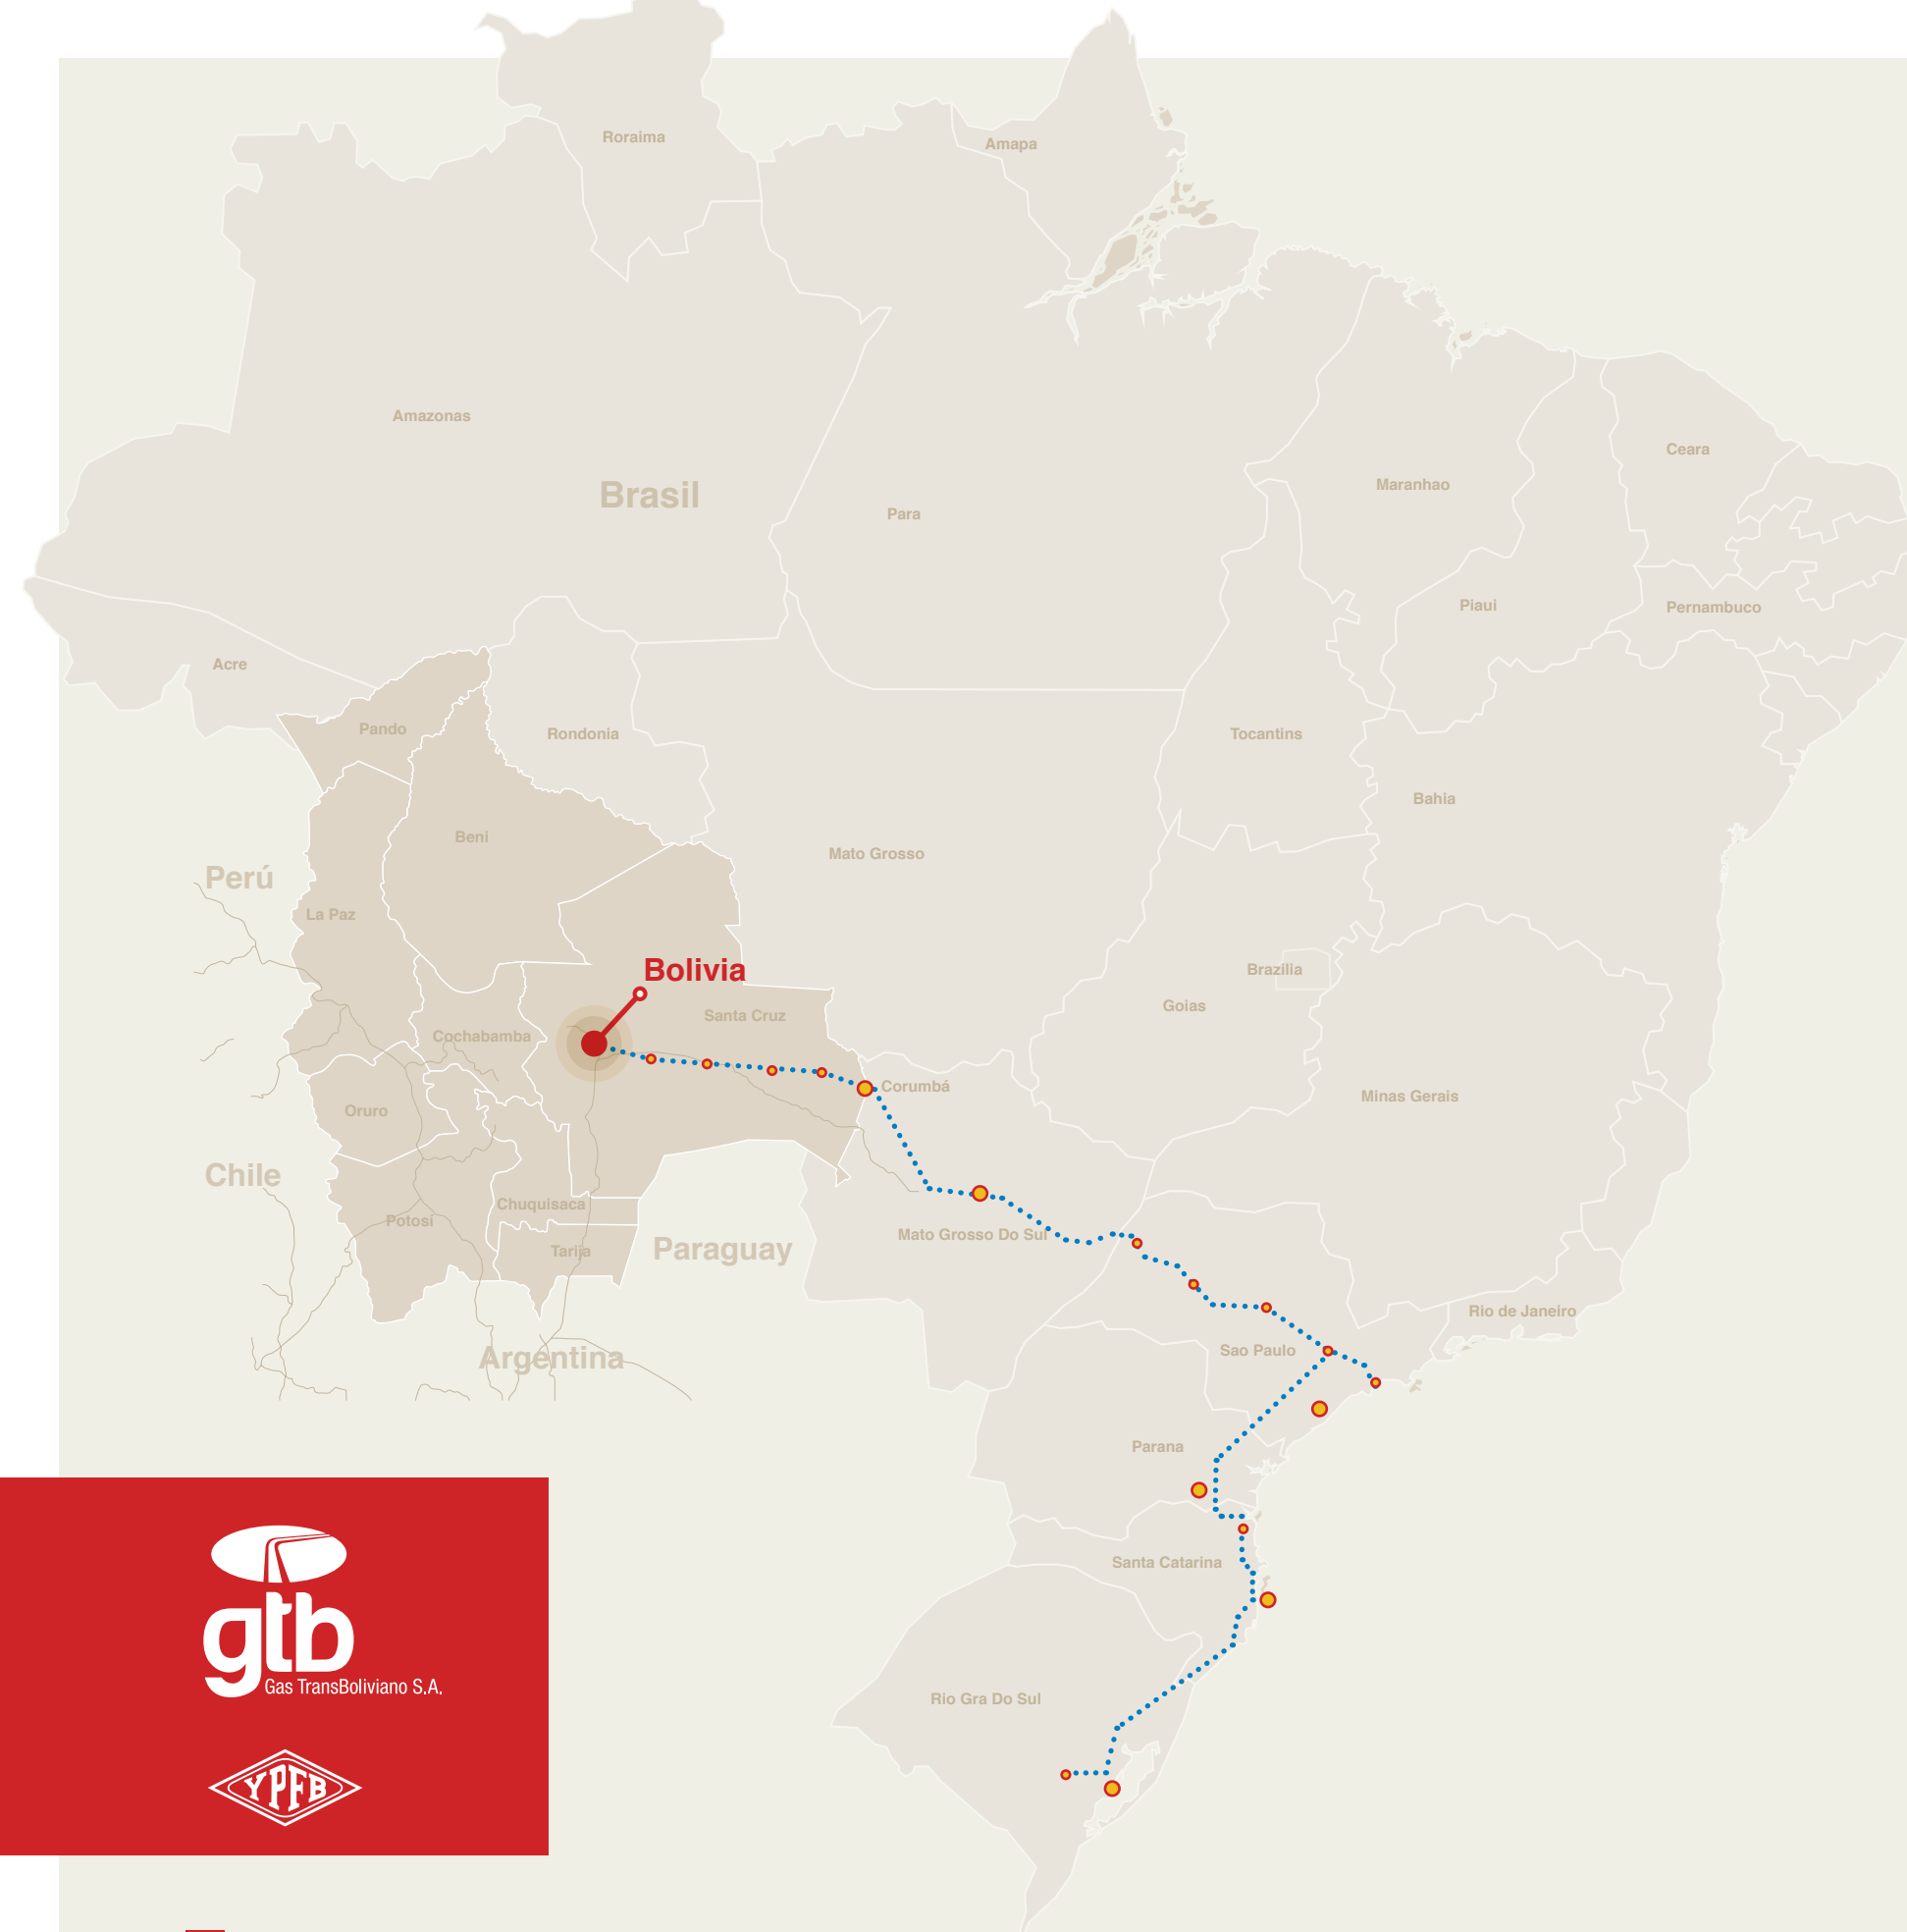 Roraima
Amapa
Amazonas
Brasil
Para
Maranhao
Ceara
Piaui
Pernambuco
Acre
Pando
Rondonia
Tocantins
Bahia
Beni
Mato Grosso
Perú
La Paz
Bolivia
Brazilia
Goias
Santa Cruz
Cochabamba
Corumbá
Minas Gerais
Oruro
Chile
Chuquisaca
Potosí
Mato Grosso Do Sul
Tarija
Paraguay
Rio de Janeiro
Argentina
Sao Paulo
Parana
Santa Catarina
Rio Gra Do Sul
gtb
Gas TransBoliviano S.A.
YPFB